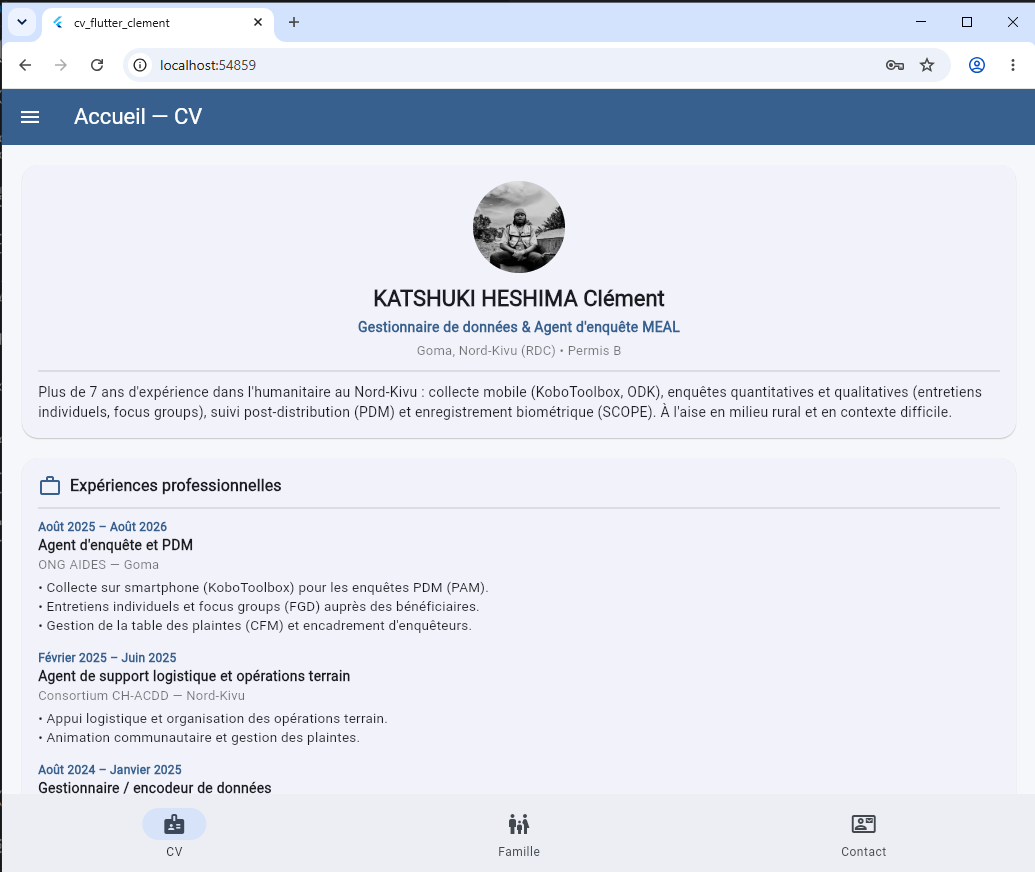 cv_flutter_clement
localhost:54859
Accueil — CV
KATSHUKI HESHIMA Clément
Gestionnaire de données & Agent d'enquête MEAL
Goma, Nord-Kivu (RDC) • Permis B
Plus de 7 ans d'expérience dans l'humanitaire au Nord-Kivu : collecte mobile (KoboToolbox, ODK), enquêtes quantitatives et qualitatives (entretiens
individuels, focus groups), suivi post-distribution (PDM) et enregistrement biométrique (SCOPE). À l'aise en milieu rural et en contexte difficile.
Expériences professionnelles
Août 2025 – Août 2026
Agent d'enquête et PDM
ONG AIDES — Goma
• Collecte sur smartphone (KoboToolbox) pour les enquêtes PDM (PAM).
• Entretiens individuels et focus groups (FGD) auprès des bénéficiaires.
• Gestion de la table des plaintes (CFM) et encadrement d'enquêteurs.
Février 2025 – Juin 2025
Agent de support logistique et opérations terrain
Consortium CH-ACDD — Nord-Kivu
• Appui logistique et organisation des opérations terrain.
• Animation communautaire et gestion des plaintes.
Août 2024 – Janvier 2025
Gestionnaire / encodeur de données
CV
Famille
Contact